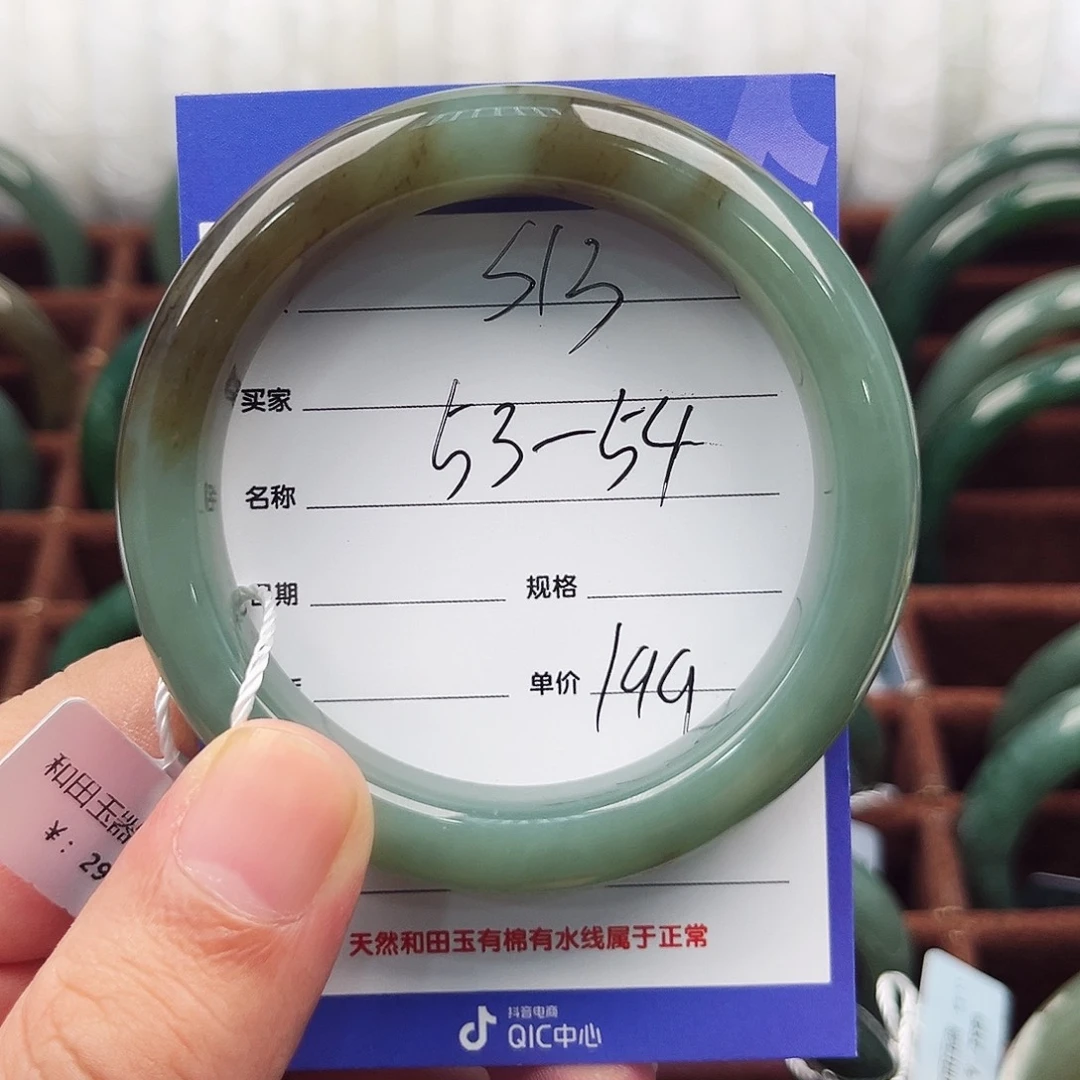 513
买家
53-54
名称
期 规格
单价 199
和田玉器
: 29
天然和田玉有棉有水线属于正常
抖音电商
QIC中心